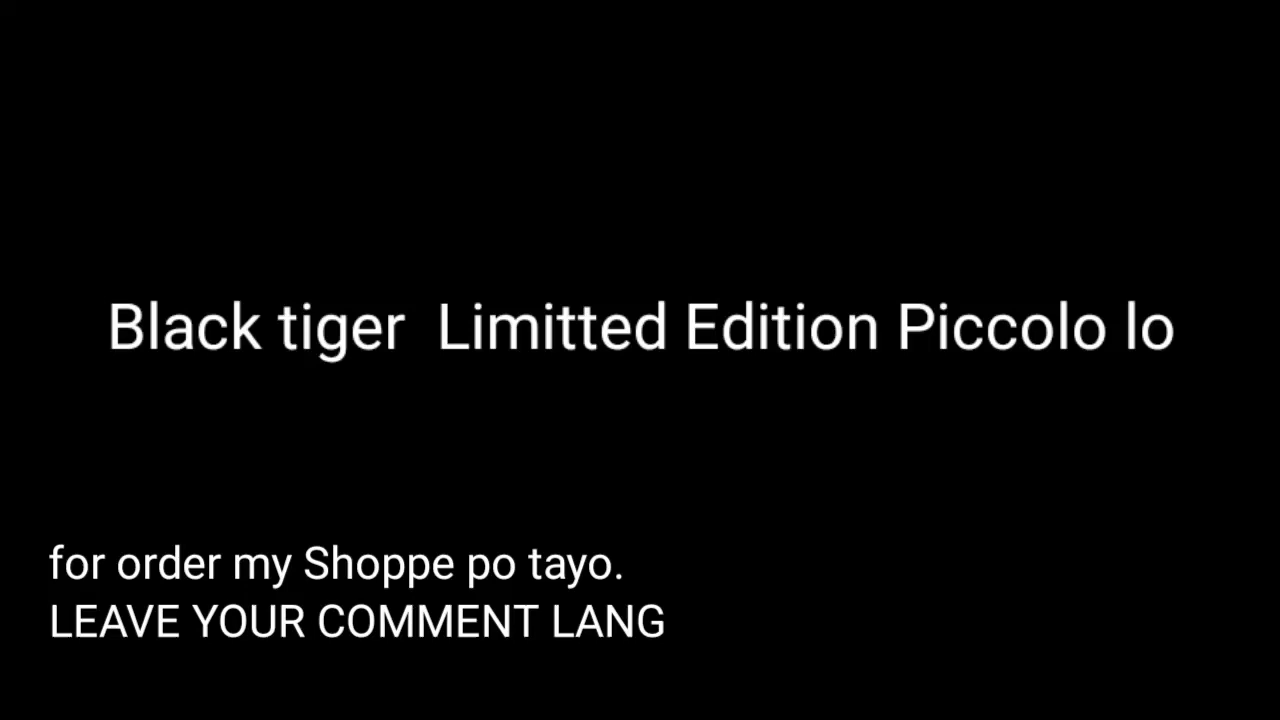 Black tiger  Limitted Edition Piccolo lo
for order my Shoppe po tayo.
LEAVE YOUR COMMENT LANG